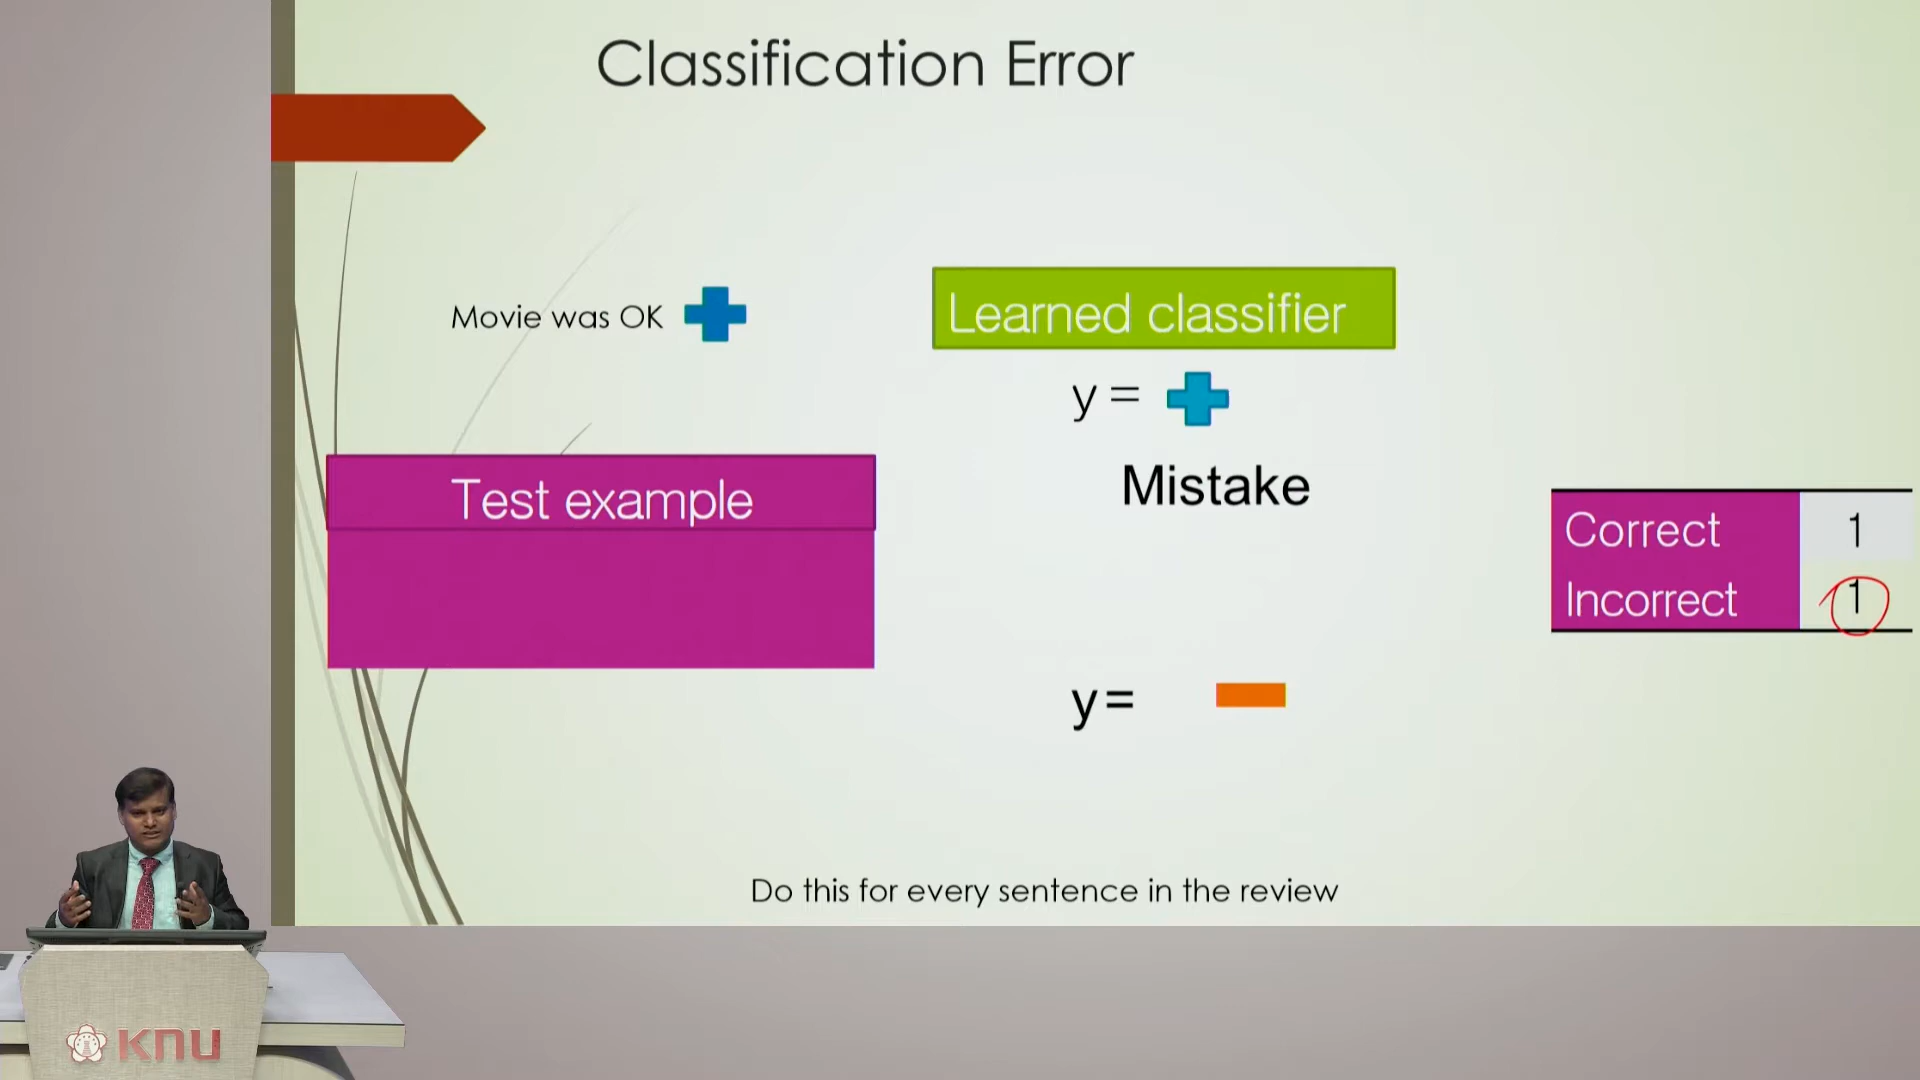 Classification Error
Movie was OK
Learned classifier
y =
Test example
Mistake
Correct 1
Incorrect 1
y=
Do this for every sentence in the review
KNU